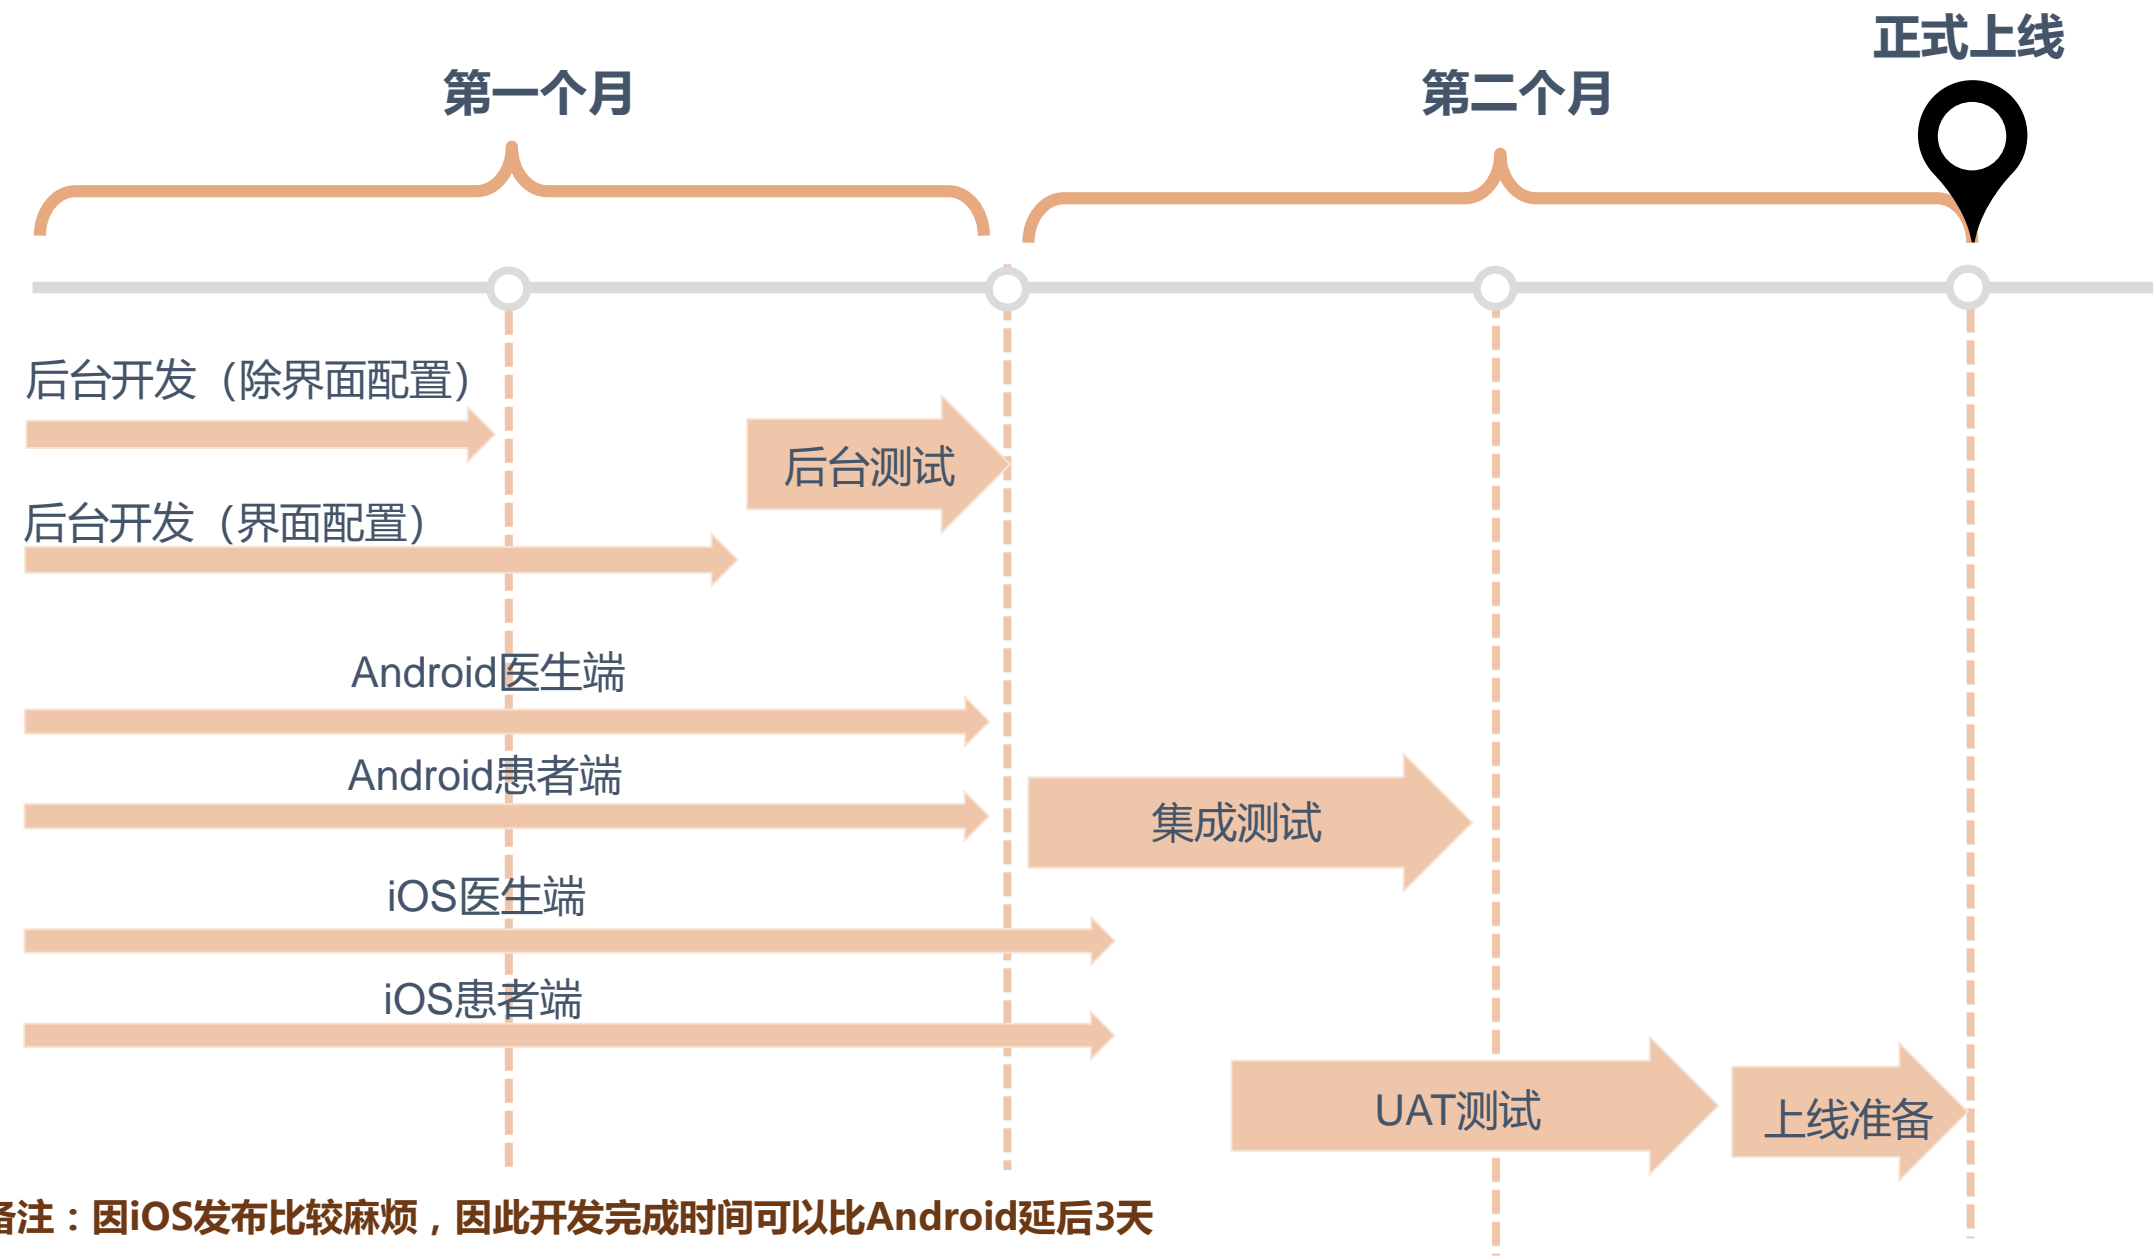 正式上线
第一个月
第二个月
后台开发（除界面配置）
后台测试
后台开发（界面配置）
Android医生端
Android患者端
集成测试
iOS医生端
iOS患者端
UAT测试
上线准备
备注：因iOS发布比较麻烦，因此开发完成时间可以比Android延后3天